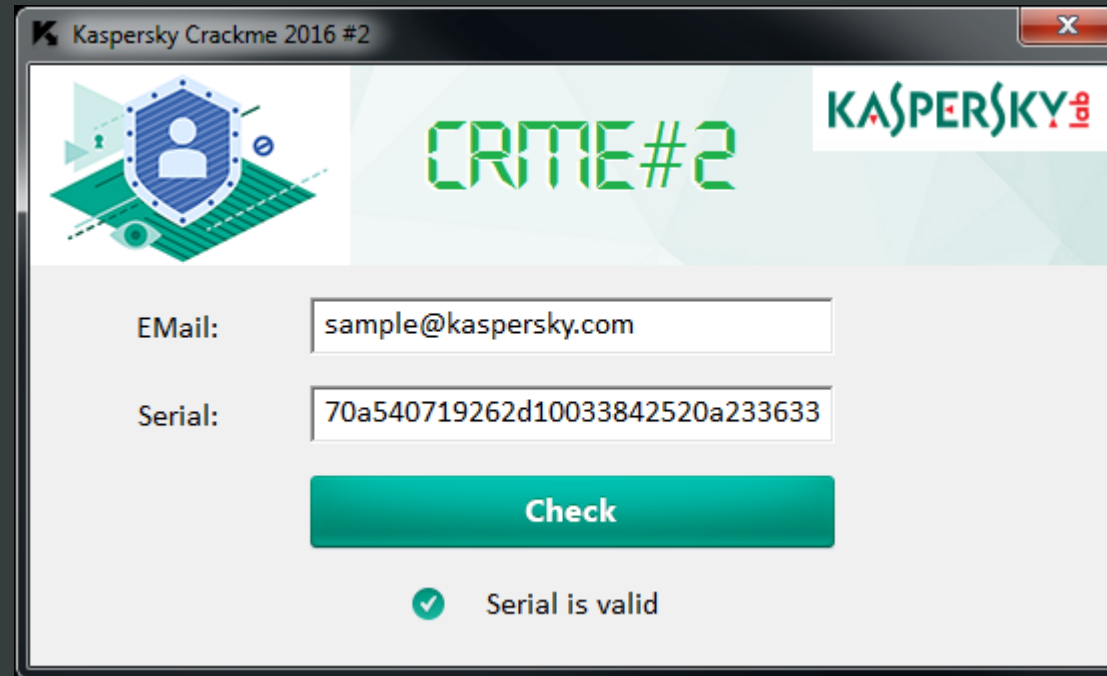 Kaspersky Crackme 2016 #2
CRME#2
KASPERSKY lab
EMail:
sample@kaspersky.com
Serial:
70a540719262d10033842520a233633
Check
Serial is valid